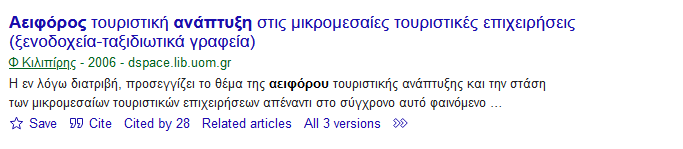 Αειφόρος τουριστική ανάπτυξη στις μικρομεσαίες τουριστικές επιχειρήσεις
(ξενοδοχεία-ταξιδιωτικά γραφεία)
Φ Κιλιπίρης - 2006 - dspace.lib.uom.gr
Η εν λόγω διατριβή, προσεγγίζει το θέμα της αειφόρου τουριστικής ανάπτυξης και την στάση
των μικρομεσαίων τουριστικών επιχειρήσεων απέναντι στο σύγχρονο αυτό φαινόμενο …
Save Cite Cited by 28 Related articles All 3 versions